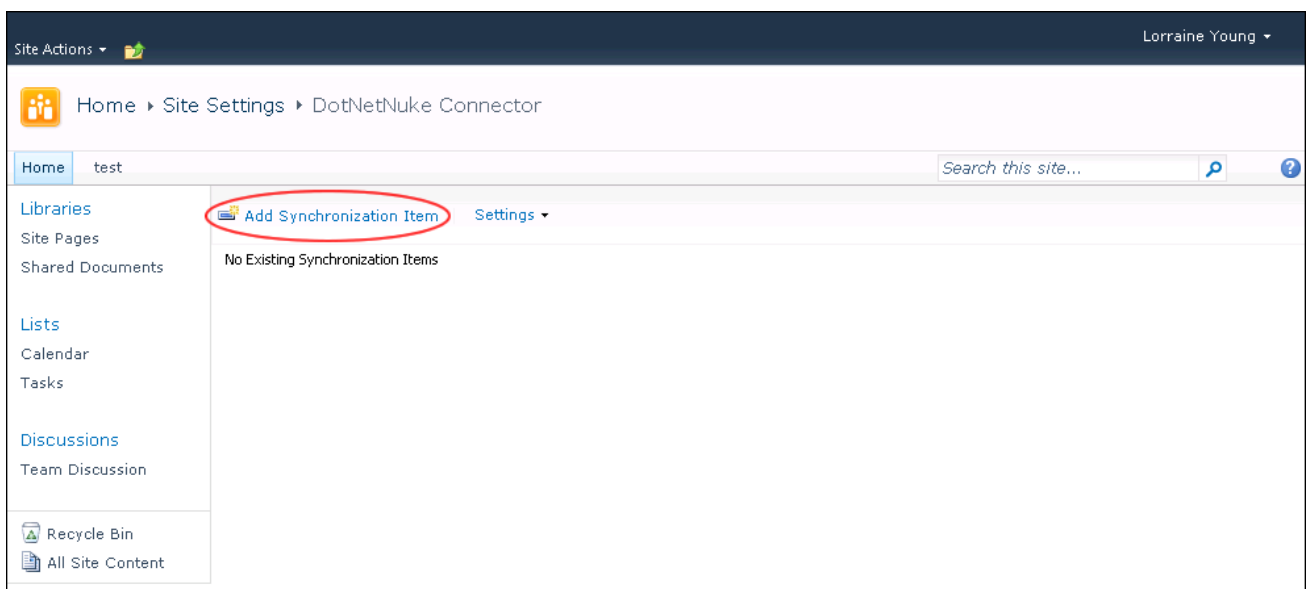 Lorraine Young
Site Actions
Home Site Settings DotNetNuke Connector
Home test Search this site...
Libraries
Add Synchronization Item Settings
Site Pages
No Existing Synchronization Items
Shared Documents
Lists
Calendar
Tasks
Discussions
Team Discussion
Recycle Bin
All Site Content